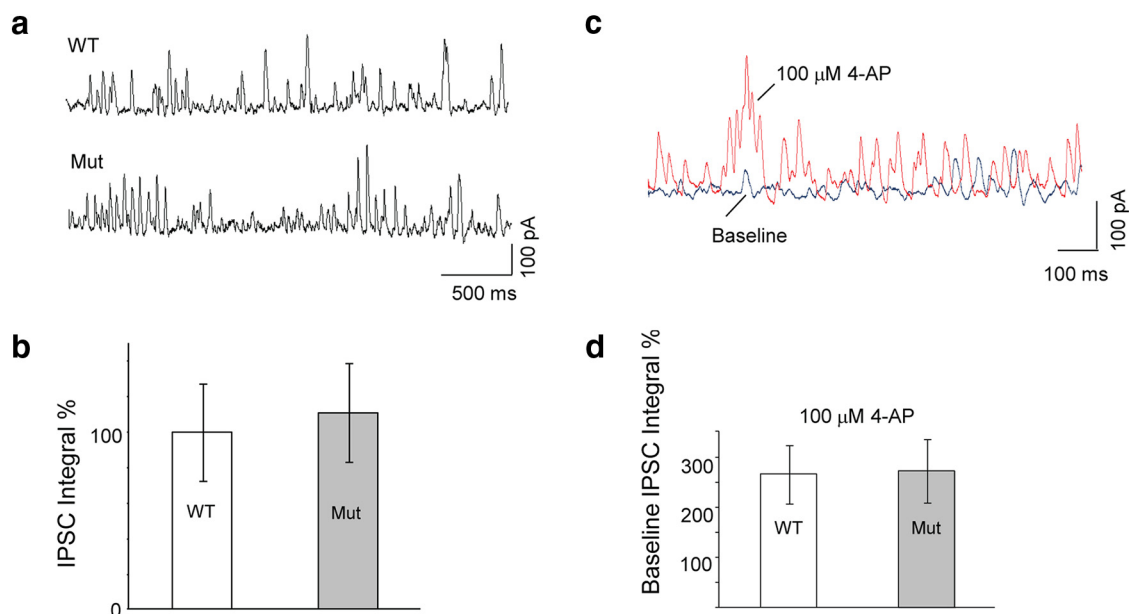 a
WT
Mut
100 pA
500 ms
b
IPSC Integral %
100
0
WT
Mut
c
100 µM 4-AP
Baseline
100 pA
100 ms
d
Baseline IPSC Integral %
100 µM 4-AP
300
200
100
WT
Mut